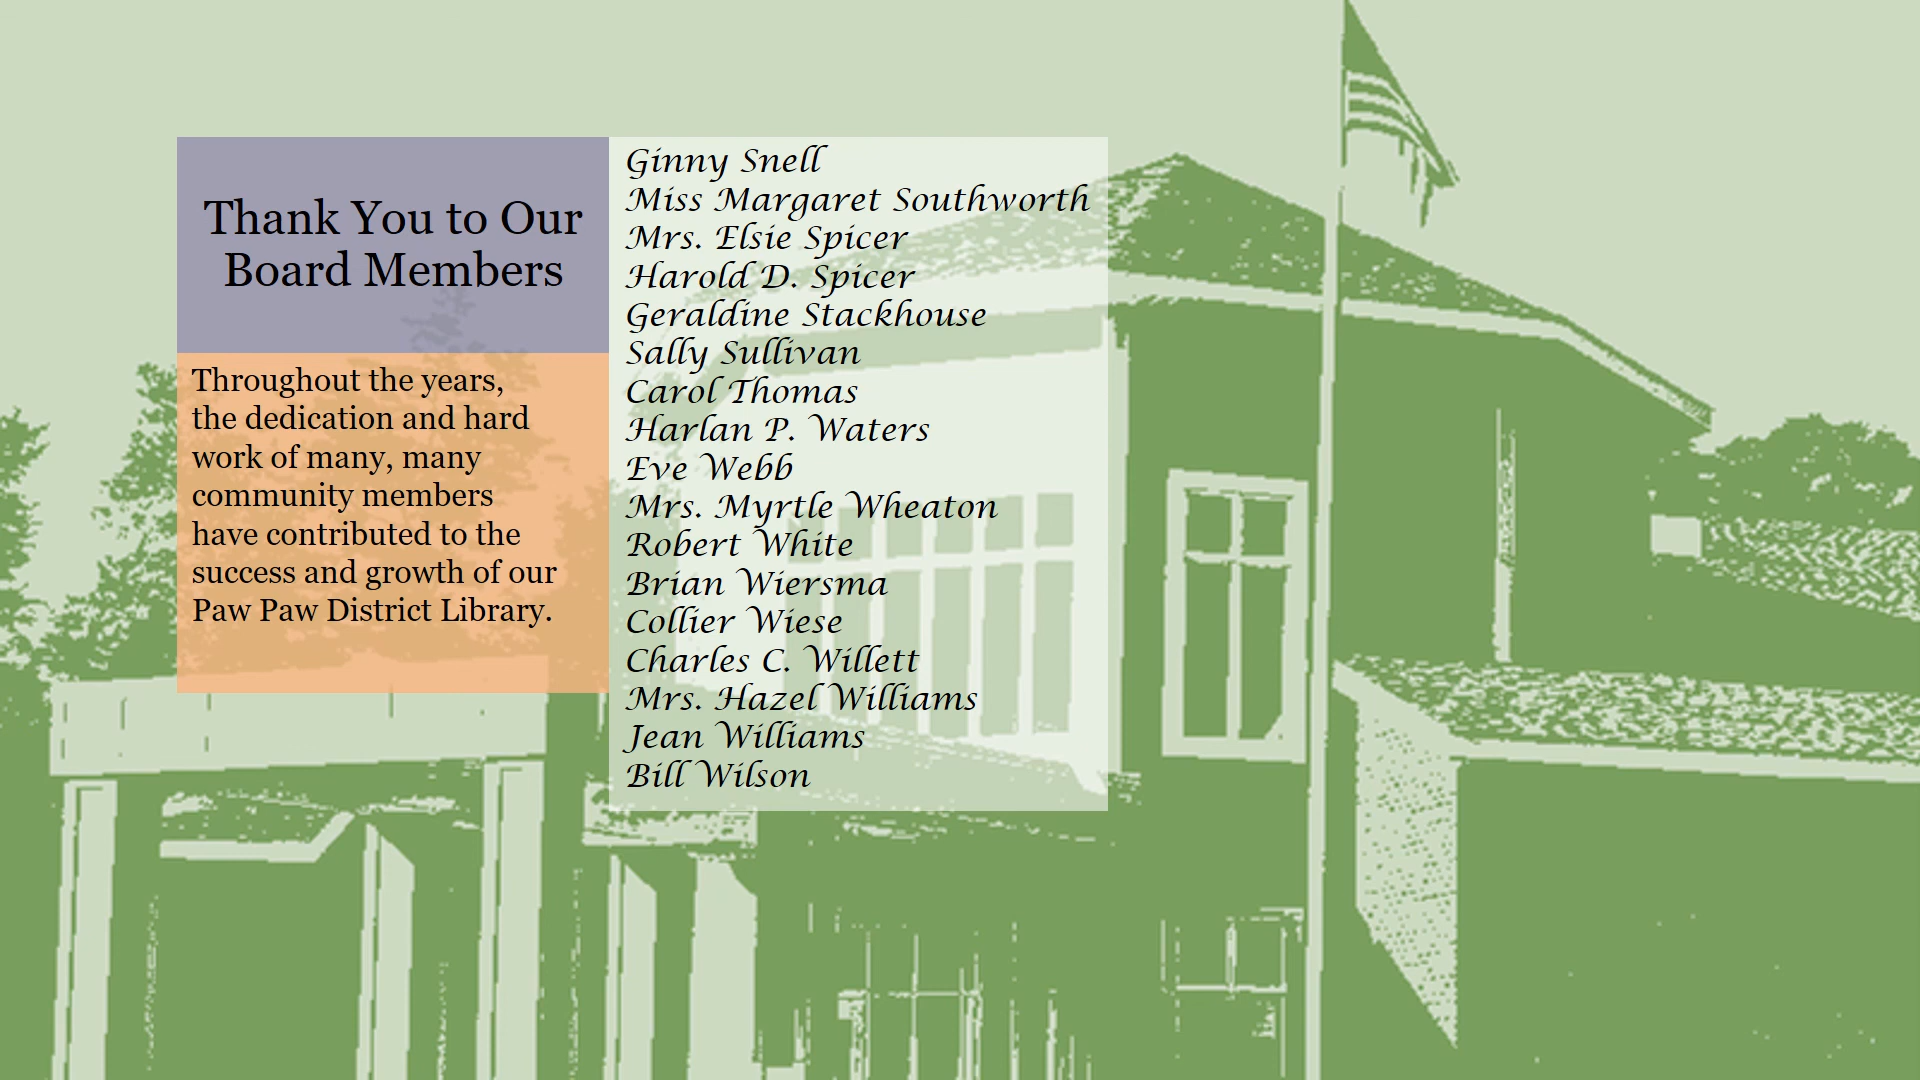 Thank You to Our
Board Members
Throughout the years,
the dedication and hard
work of many, many
community members
have contributed to the
success and growth of our
Paw Paw District Library.
Ginny Snell
Miss Margaret Southworth
Mrs. Elsie Spicer
Harold D. Spicer
Geraldine Stackhouse
Sally Sullivan
Carol Thomas
Harlan P. Waters
Eve Webb
Mrs. Myrtle Wheaton
Robert White
Brian Wiersma
Collier Wiese
Charles C. Willett
Mrs. Hazel Williams
Jean Williams
Bill Wilson